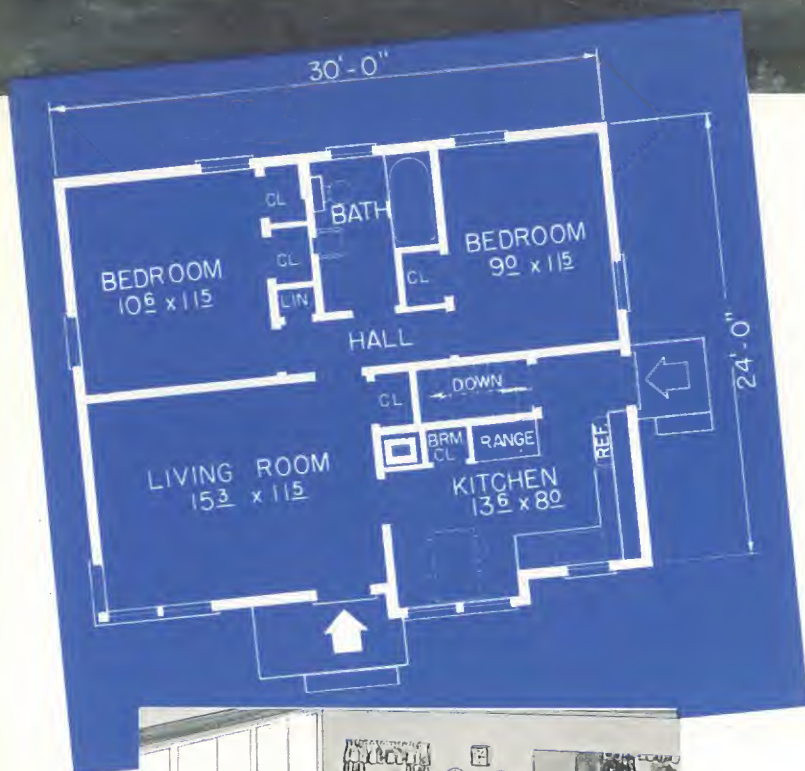 30'-0"
CL
BATH
BEDROOM
10⁶ x 11⁵
CL
LIN
BEDROOM
9⁰ x 11⁵
CL
HALL
24'-0"
CL
DOWN
BRM
CL
RANGE
REF.
LIVING ROOM
15³ x 11⁵
KITCHEN
13⁶ x 8⁰